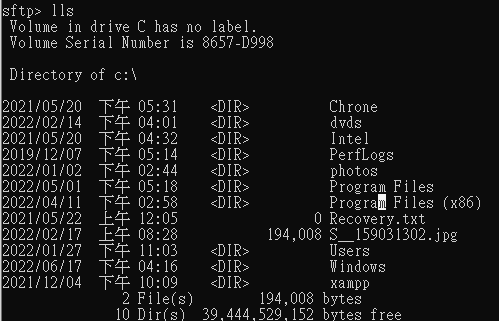 sftp> lls
Volume in drive C has no label.
Volume Serial Number is 8657-D998
Directory of c:\
2021/05/20 下午 05:31 <DIR> Chrone
2022/02/14 下午 04:01 <DIR> dvds
2021/05/20 下午 04:32 <DIR> Intel
2019/12/07 下午 05:14 <DIR> PerfLogs
2022/01/02 下午 02:44 <DIR> photos
2022/05/01 下午 05:18 <DIR> Program Files
2022/04/11 下午 02:58 <DIR> Program Files (x86)
2021/05/22 上午 12:05 0 Recovery.txt
2022/02/17 上午 08:28 194,008 S__159031302.jpg
2022/01/27 上午 11:03 <DIR> Users
2022/06/17 下午 04:16 <DIR> Windows
2021/12/04 下午 10:09 <DIR> xampp
2 File(s) 194,008 bytes
10 Dir(s) 39,444,529,152 bytes free